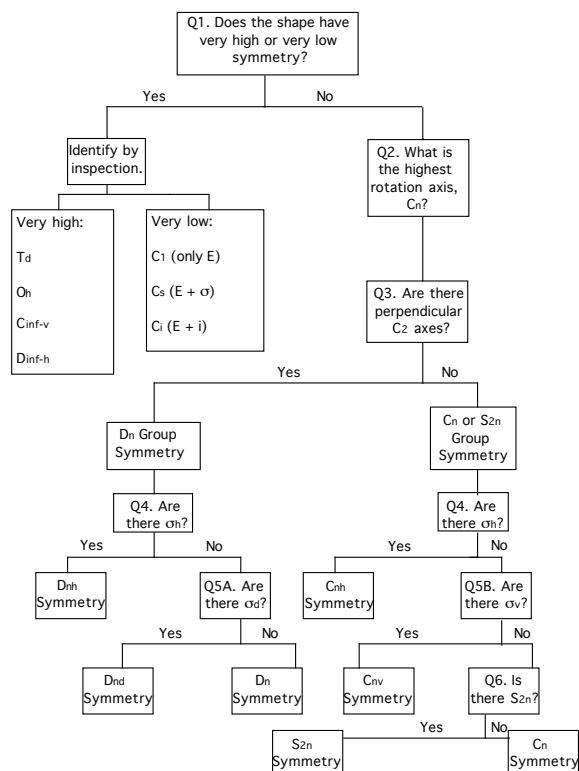 Q1. Does the shape have
very high or very low
symmetry?
Yes
No
Identify by
inspection.
Q2. What is
the highest
rotation axis,
Cn?
Very high:
Td
Oh
Cinf-v
Dinf-h
Very low:
C1 (only E)
Cs (E + σ)
Ci (E + i)
Q3. Are there
perpendicular
C2 axes?
Yes
No
Dn Group
Symmetry
Cn or S2n
Group
Symmetry
Q4. Are
there σh?
Q4. Are
there σh?
Yes
No
Yes
No
Dnh
Symmetry
Q5A. Are
there σd?
Cnh
Symmetry
Q5B. Are
there σv?
Yes
No
Yes
No
Dnd
Symmetry
Dn
Symmetry
Cnv
Symmetry
Q6. Is
there S2n?
Yes
No
S2n
Symmetry
Cn
Symmetry